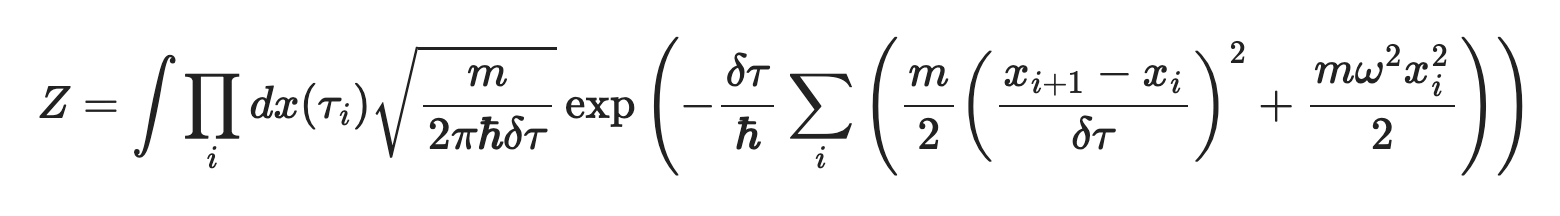 Z = ∫ ∏_i dx(τ_i) √(m / 2πħδτ) exp(−(δτ/ħ) ∑_i ((m/2)((x_{i+1} − x_i)/δτ)^2 + mω^2x_i^2/2))